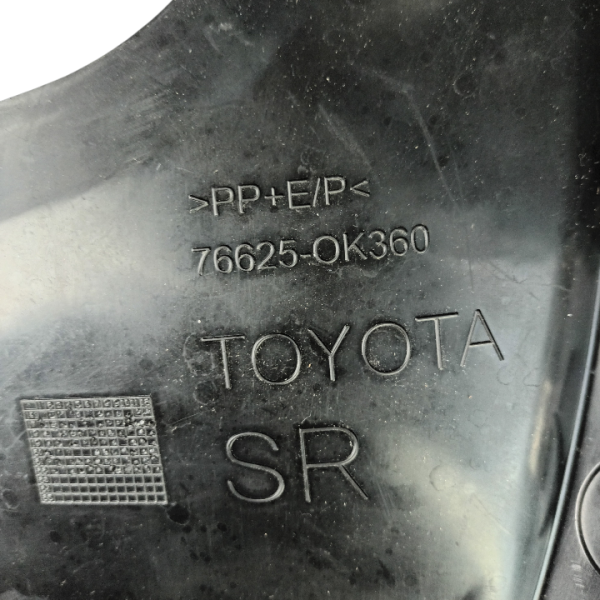 >PP+E/P<
76625-0K360
TOYOTA
SR